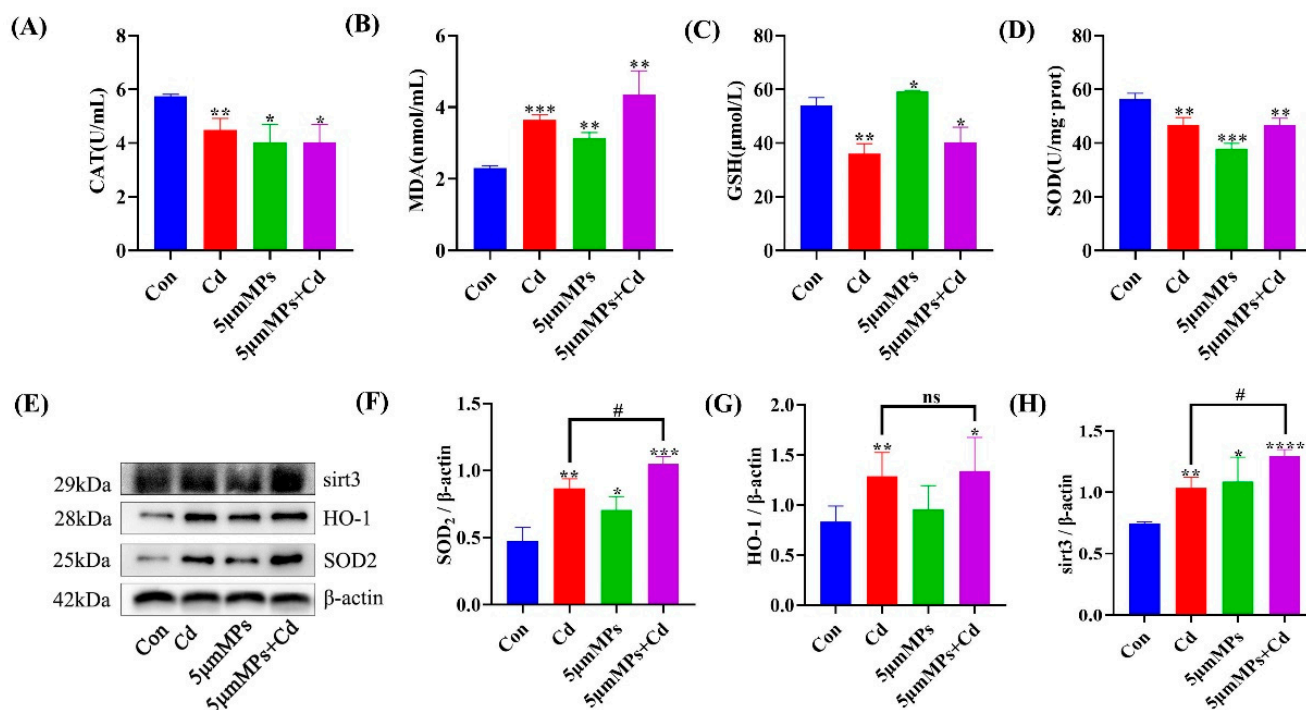 (A)
CAT(U/mL)
8
6
4
2
0
**
*
*
Con
Cd
5μmMPs
5μmMPs+Cd
(B)
MDA(nmol/mL)
6
4
2
0
***
**
**
Con
Cd
5μmMPs
5μmMPs+Cd
(C)
GSH(μmol/L)
80
60
40
20
0
**
*
*
Con
Cd
5μmMPs
5μmMPs+Cd
(D)
SOD(U/mg·prot)
80
60
40
20
0
**
***
**
Con
Cd
5μmMPs
5μmMPs+Cd
(E)
29kDa sirt3
28kDa HO-1
25kDa SOD2
42kDa β-actin
Con
Cd
5μmMPs
5μmMPs+Cd
(F)
SOD₂ / β-actin
1.5
1.0
0.5
0.0
#
**
*
***
Con
Cd
5μmMPs
5μmMPs+Cd
(G)
HO-1 / β-actin
2.0
1.5
1.0
0.5
0.0
ns
**
*
Con
Cd
5μmMPs
5μmMPs+Cd
(H)
sirt3 / β-actin
1.5
1.0
0.5
0.0
#
**
*
****
Con
Cd
5μmMPs
5μmMPs+Cd